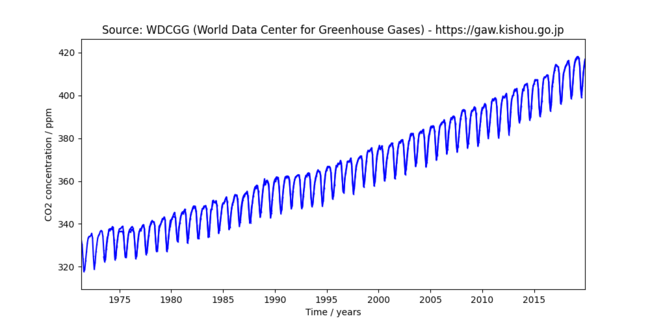 Source: WDCGG (World Data Center for Greenhouse Gases) - https://gaw.kishou.go.jp
420
400
380
360
340
320
CO2 concentration / ppm
1975 1980 1985 1990 1995 2000 2005 2010 2015
Time / years